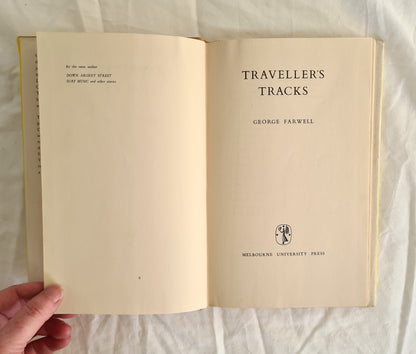 By the same author
DOWN ARGENT STREET
SURF MUSIC and other stories
TRAVELLER'S
TRACKS
GEORGE FARWELL
MELBOURNE UNIVERSITY PRESS